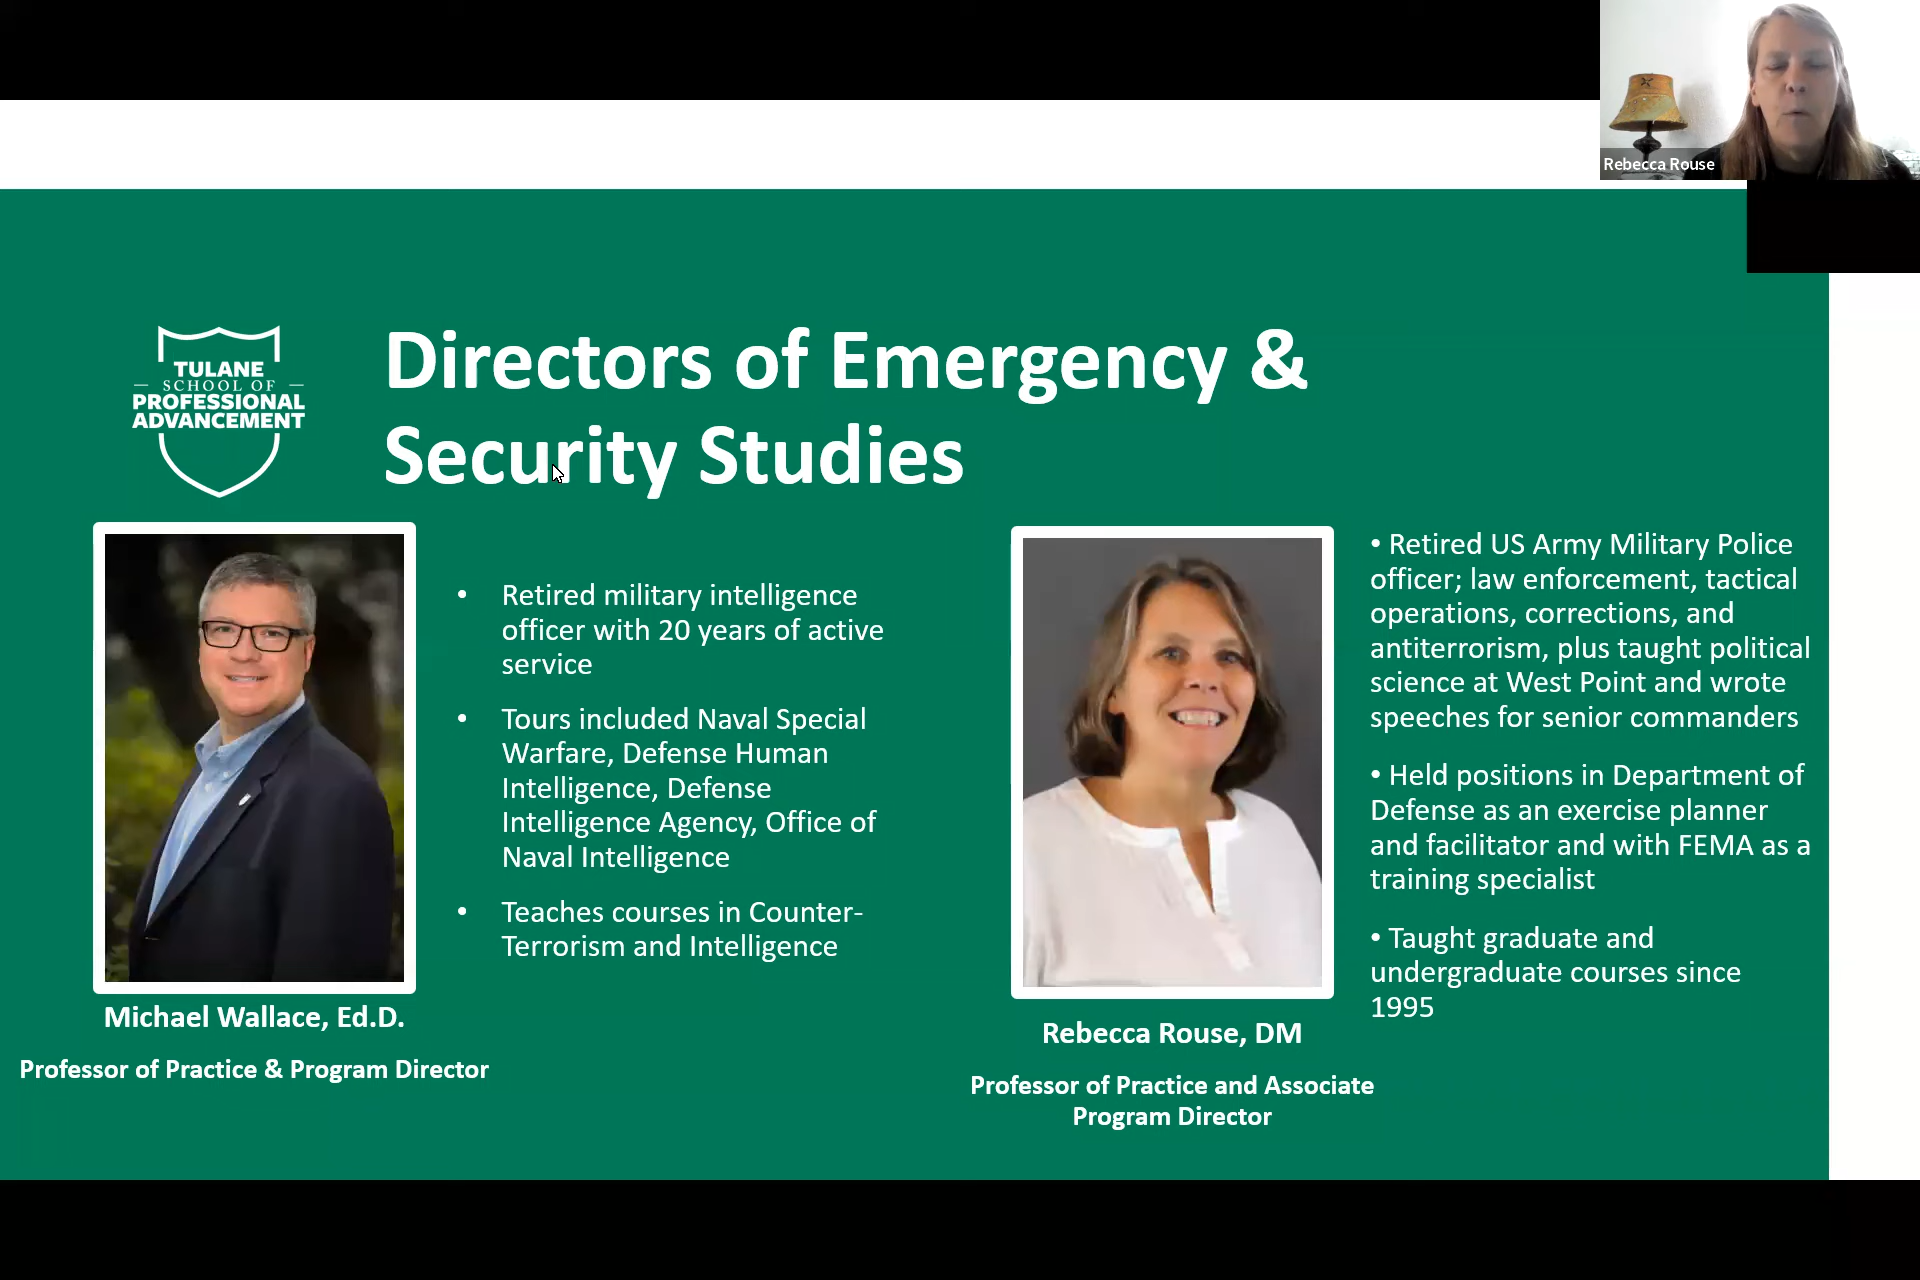 Rebecca Rouse
TULANE
SCHOOL OF
PROFESSIONAL
ADVANCEMENT
Directors of Emergency &
Security Studies
• Retired military intelligence
officer with 20 years of active
service
• Tours included Naval Special
Warfare, Defense Human
Intelligence, Defense
Intelligence Agency, Office of
Naval Intelligence
• Teaches courses in Counter-
Terrorism and Intelligence
Michael Wallace, Ed.D.
Professor of Practice & Program Director
• Retired US Army Military Police
officer; law enforcement, tactical
operations, corrections, and
antiterrorism, plus taught political
science at West Point and wrote
speeches for senior commanders
• Held positions in Department of
Defense as an exercise planner
and facilitator and with FEMA as a
training specialist
• Taught graduate and
undergraduate courses since
1995
Rebecca Rouse, DM
Professor of Practice and Associate
Program Director